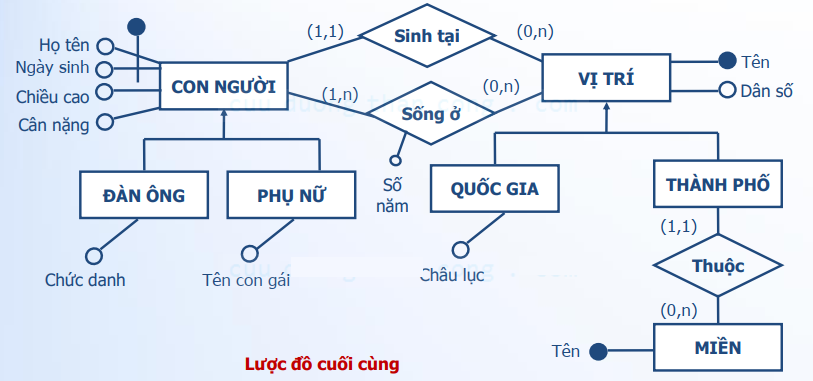 (1,1)
Sinh tại
(0,n)
Họ tên
Ngày sinh
Chiều cao
Cân nặng
CON NGƯỜI
(1,n)
Sống ở
(0,n)
VỊ TRÍ
Tên
Dân số
Số
năm
ĐÀN ÔNG
PHỤ NỮ
QUỐC GIA
THÀNH PHỐ
Chức danh
Tên con gái
Châu lục
(1,1)
Thuộc
(0,n)
Tên
MIỀN
Lược đồ cuối cùng